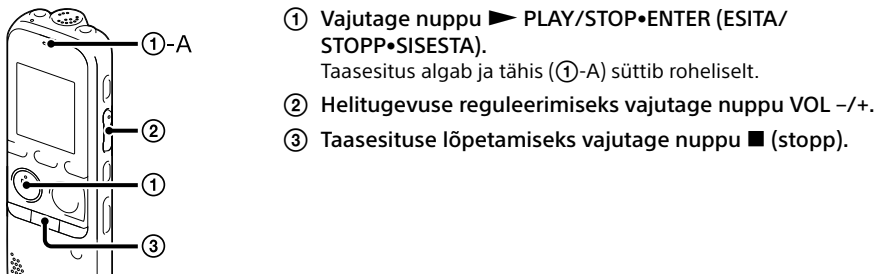 ①-A
②
①
③
① Vajutage nuppu ► PLAY/STOP•ENTER (ESITA/
STOPP•SISESTA).
Taasesitus algab ja tähis (①-A) süttib roheliselt.
② Helitugevuse reguleerimiseks vajutage nuppu VOL –/+.
③ Taasesituse lõpetamiseks vajutage nuppu ■ (stopp).